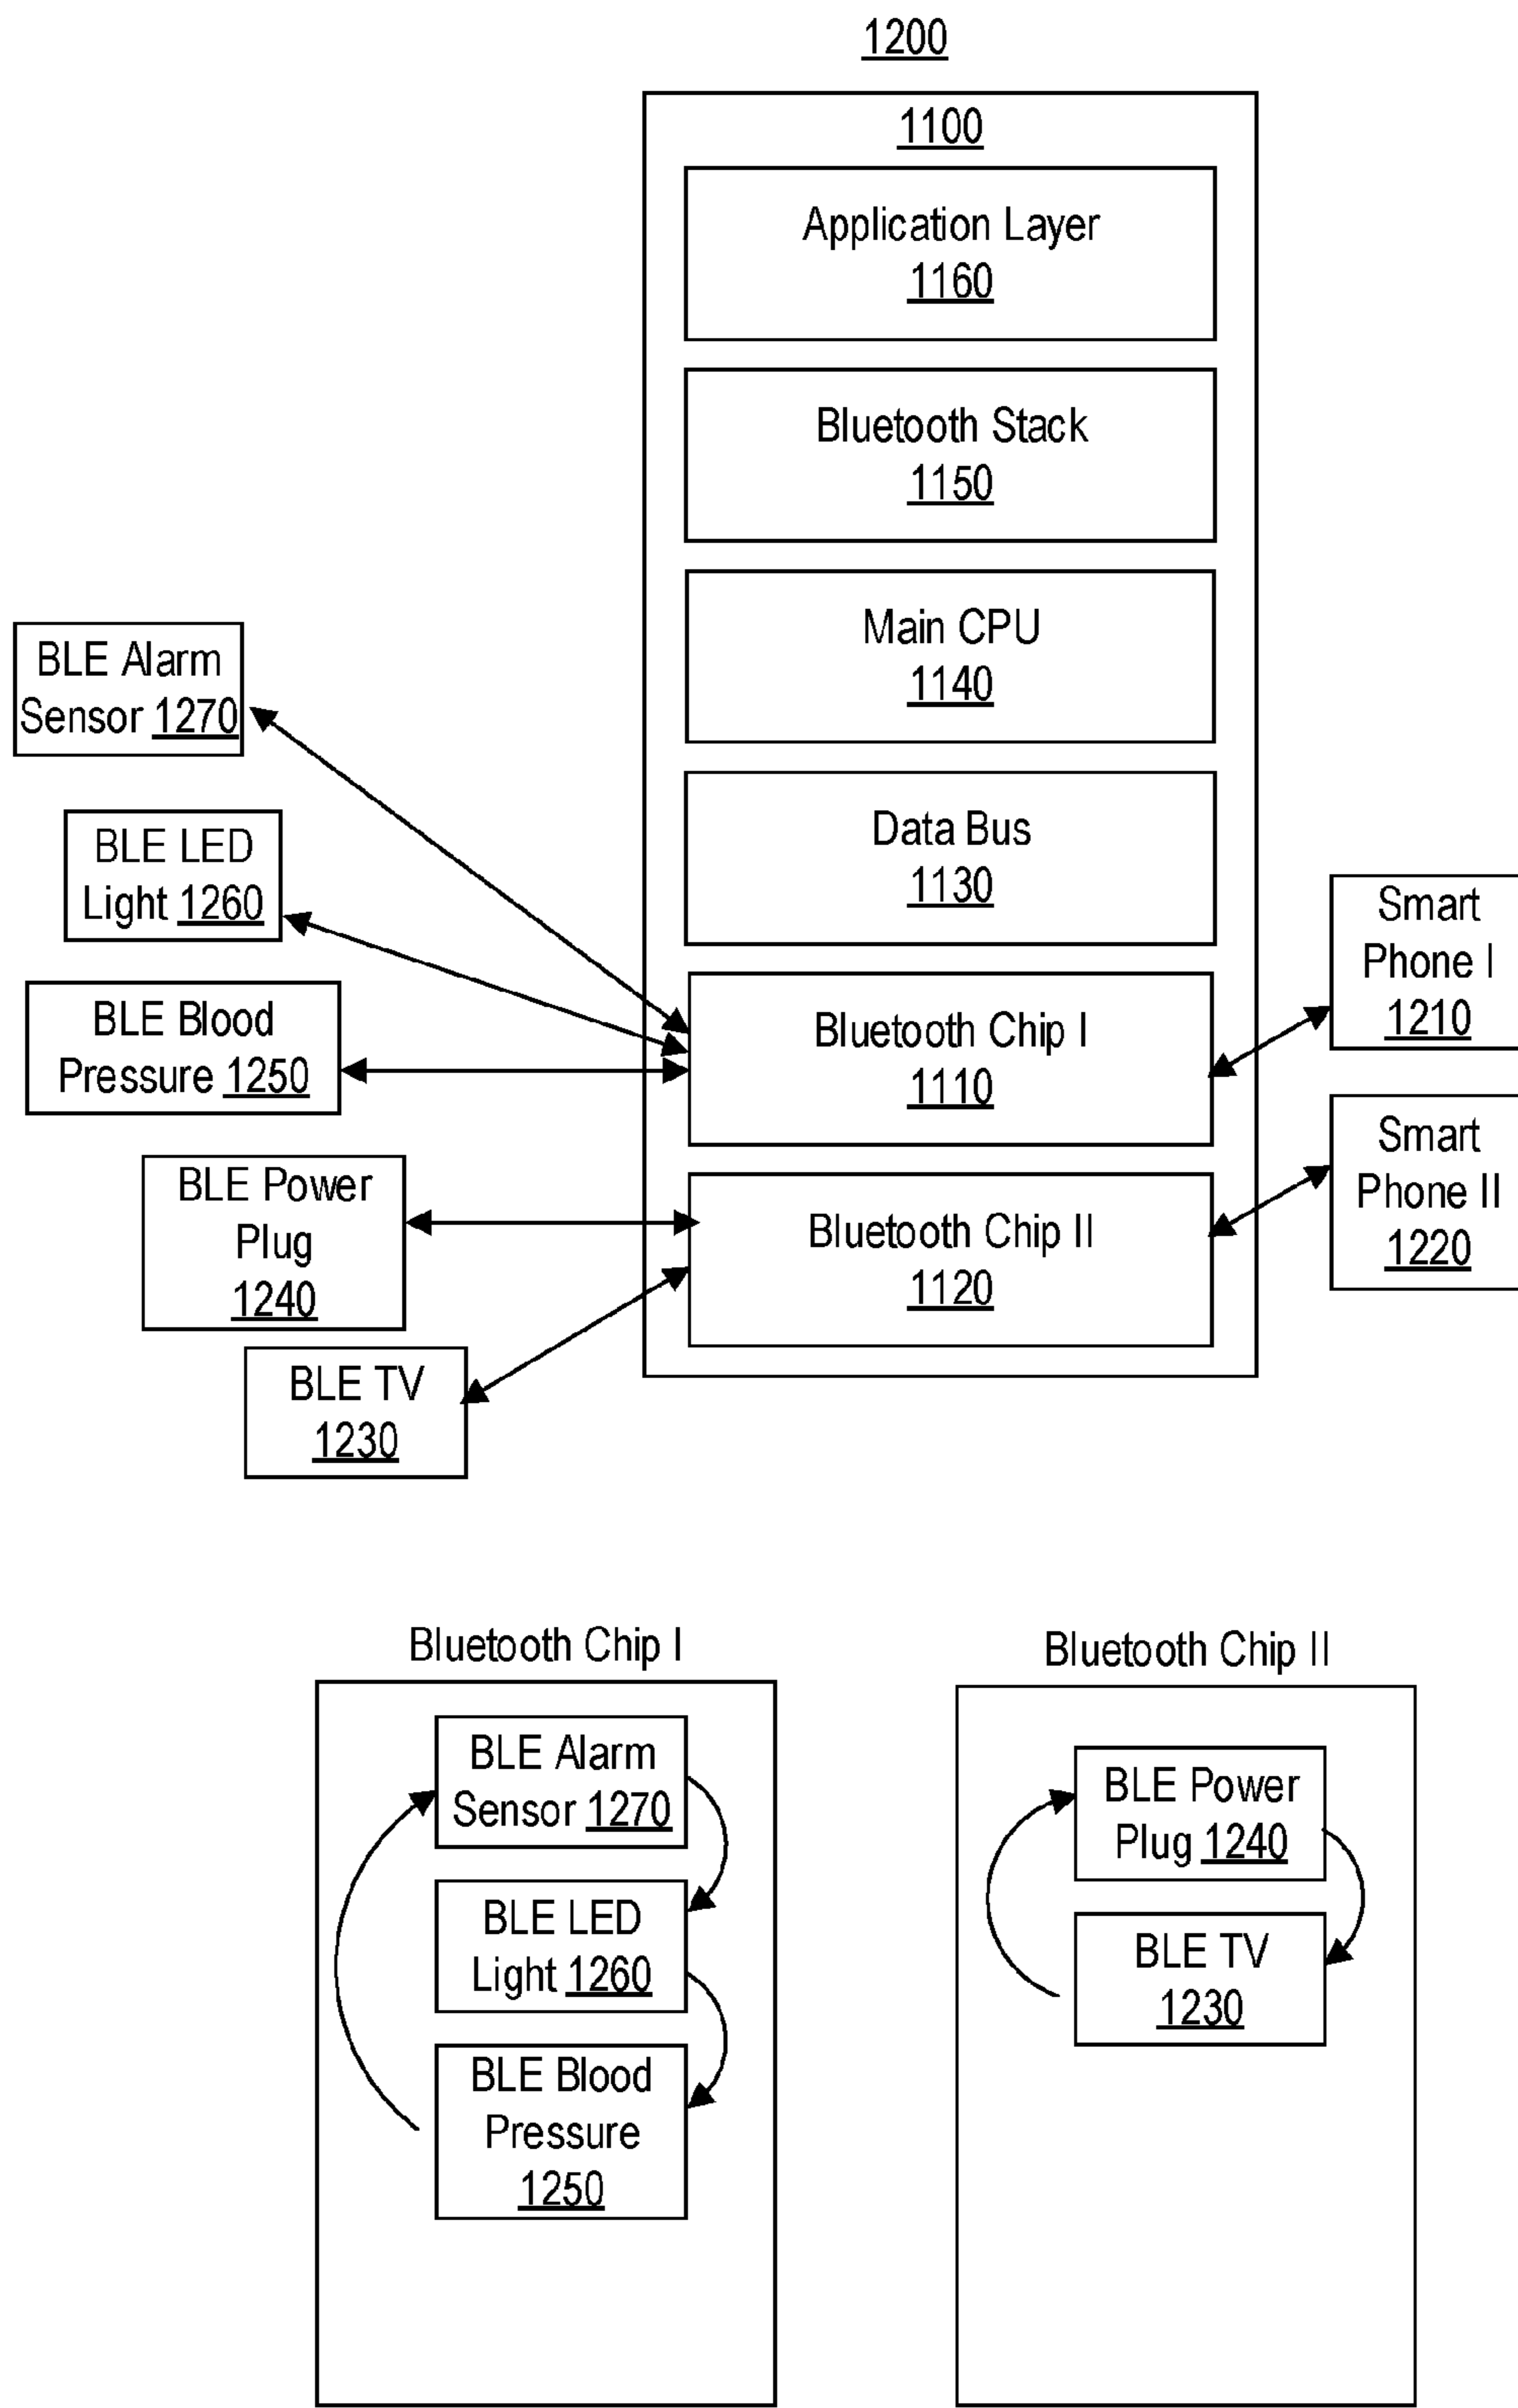 1200
1100
Application Layer
1160
Bluetooth Stack
1150
Main CPU
1140
Data Bus
1130
Bluetooth Chip I
1110
Bluetooth Chip II
1120
BLE Alarm
Sensor 1270
BLE LED
Light 1260
BLE Blood
Pressure 1250
BLE Power
Plug
1240
BLE TV
1230
Smart
Phone I
1210
Smart
Phone II
1220
Bluetooth Chip I
BLE Alarm
Sensor 1270
BLE LED
Light 1260
BLE Blood
Pressure
1250
Bluetooth Chip II
BLE Power
Plug 1240
BLE TV
1230